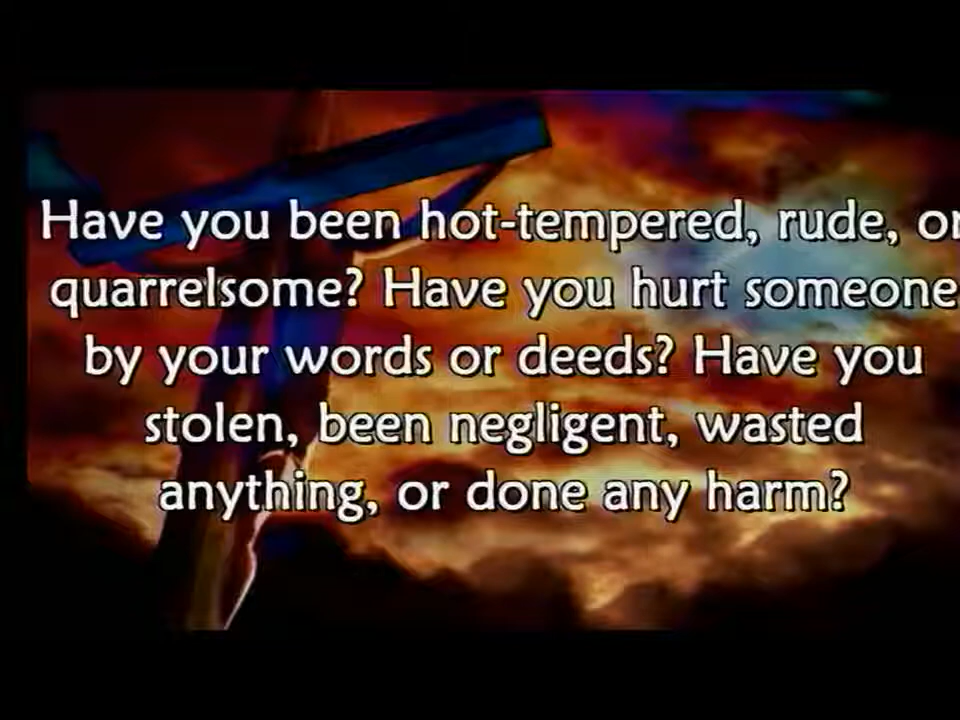 Have you been hot-tempered, rude, or
quarrelsome? Have you hurt someone
by your words or deeds? Have you
stolen, been negligent, wasted
anything, or done any harm?